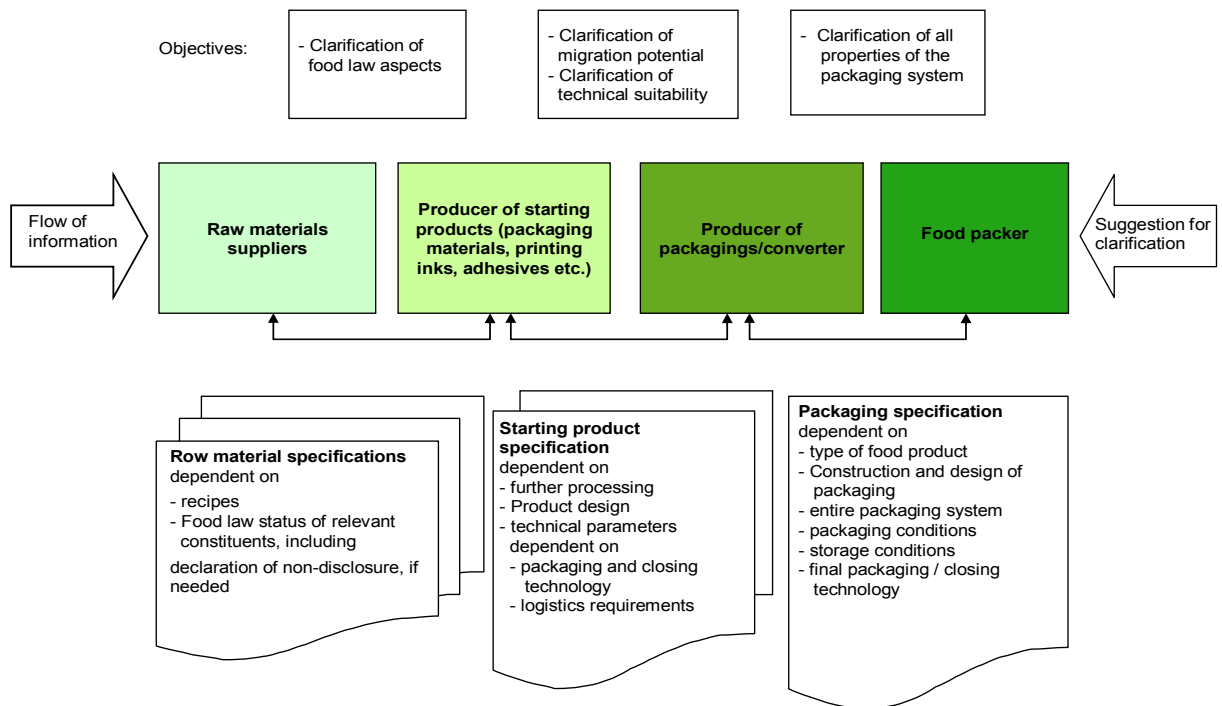 Objectives:
- Clarification of
food law aspects
- Clarification of
migration potential
- Clarification of
technical suitability
- Clarification of all
properties of the
packaging system
Flow of
information
Raw materials
suppliers
Producer of starting
products (packaging
materials, printing
inks, adhesives etc.)
Producer of
packagings/converter
Food packer
Suggestion for
clarification
Row material specifications
dependent on
- recipes
- Food law status of relevant
constituents, including
declaration of non-disclosure, if
needed
Starting product
specification
dependent on
- further processing
- Product design
- technical parameters
dependent on
- packaging and closing
technology
- logistics requirements
Packaging specification
dependent on
- type of food product
- Construction and design of
packaging
- entire packaging system
- packaging conditions
- storage conditions
- final packaging / closing
technology